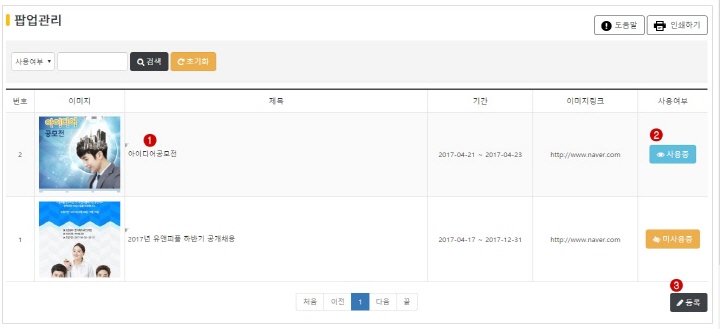 팝업관리
도움말 인쇄하기
사용여부 검색 초기화
번호 이미지 제목 기간 이미지링크 사용여부
아이디어
공모전
1
2
2 아이디어공모전 2017-04-21 ~ 2017-04-23 http://www.naver.com 사용중
1 2017년 유앤피플 하반기 공개채용 2017-04-17 ~ 2017-12-31 http://www.naver.com 미사용중
3
처음 이전 1 다음 끝 등록